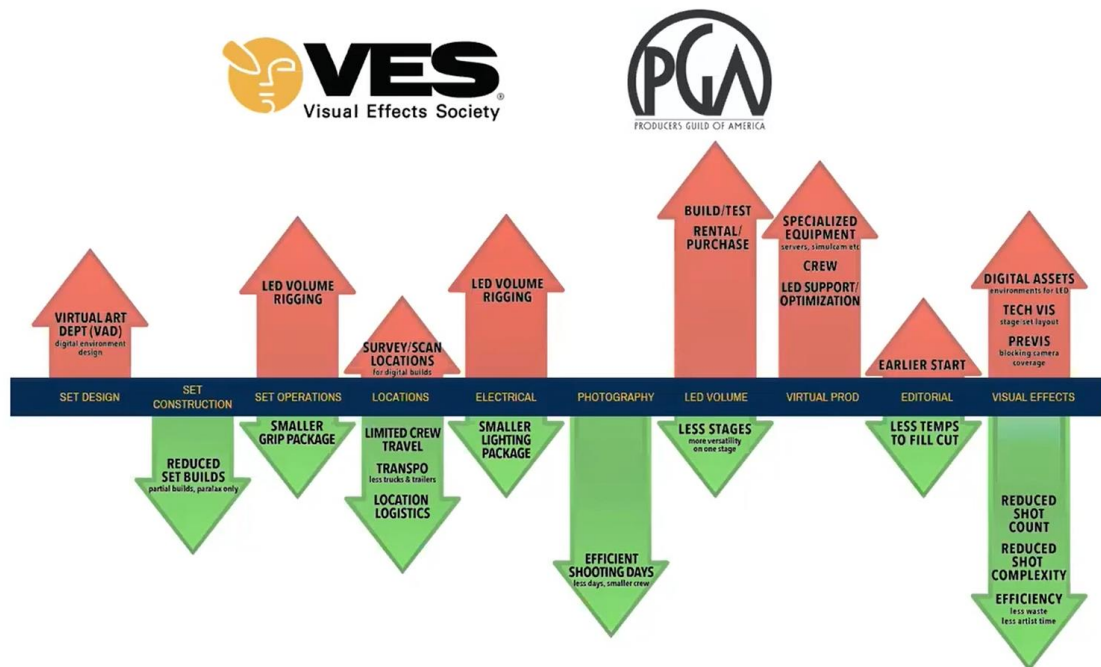 VES®
Visual Effects Society
PGA
PRODUCERS GUILD OF AMERICA
VIRTUAL ART
DEPT (VAD)
digital environment
design
LED VOLUME
RIGGING
SURVEY/SCAN
LOCATIONS
for digital builds
LED VOLUME
RIGGING
BUILD/TEST
RENTAL/
PURCHASE
SPECIALIZED
EQUIPMENT
servers, simulcam etc
CREW
LED SUPPORT/
OPTIMIZATION
EARLIER START
DIGITAL ASSETS
environments for LED
TECH VIS
stage/set layout
PREVIS
blocking camera
coverage
SET DESIGN
SET
CONSTRUCTION
SET OPERATIONS
LOCATIONS
ELECTRICAL
PHOTOGRAPHY
LED VOLUME
VIRTUAL PROD
EDITORIAL
VISUAL EFFECTS
REDUCED
SET BUILDS
partial builds, paralax only
SMALLER
GRIP PACKAGE
LIMITED CREW
TRAVEL
TRANSPO
less trucks & trailers
LOCATION
LOGISTICS
SMALLER
LIGHTING
PACKAGE
EFFICIENT
SHOOTING DAYS
less days, smaller crew
LESS STAGES
more versatility
on one stage
LESS TEMPS
TO FILL CUT
REDUCED
SHOT
COUNT
REDUCED
SHOT
COMPLEXITY
EFFICIENCY
less waste
less artist time